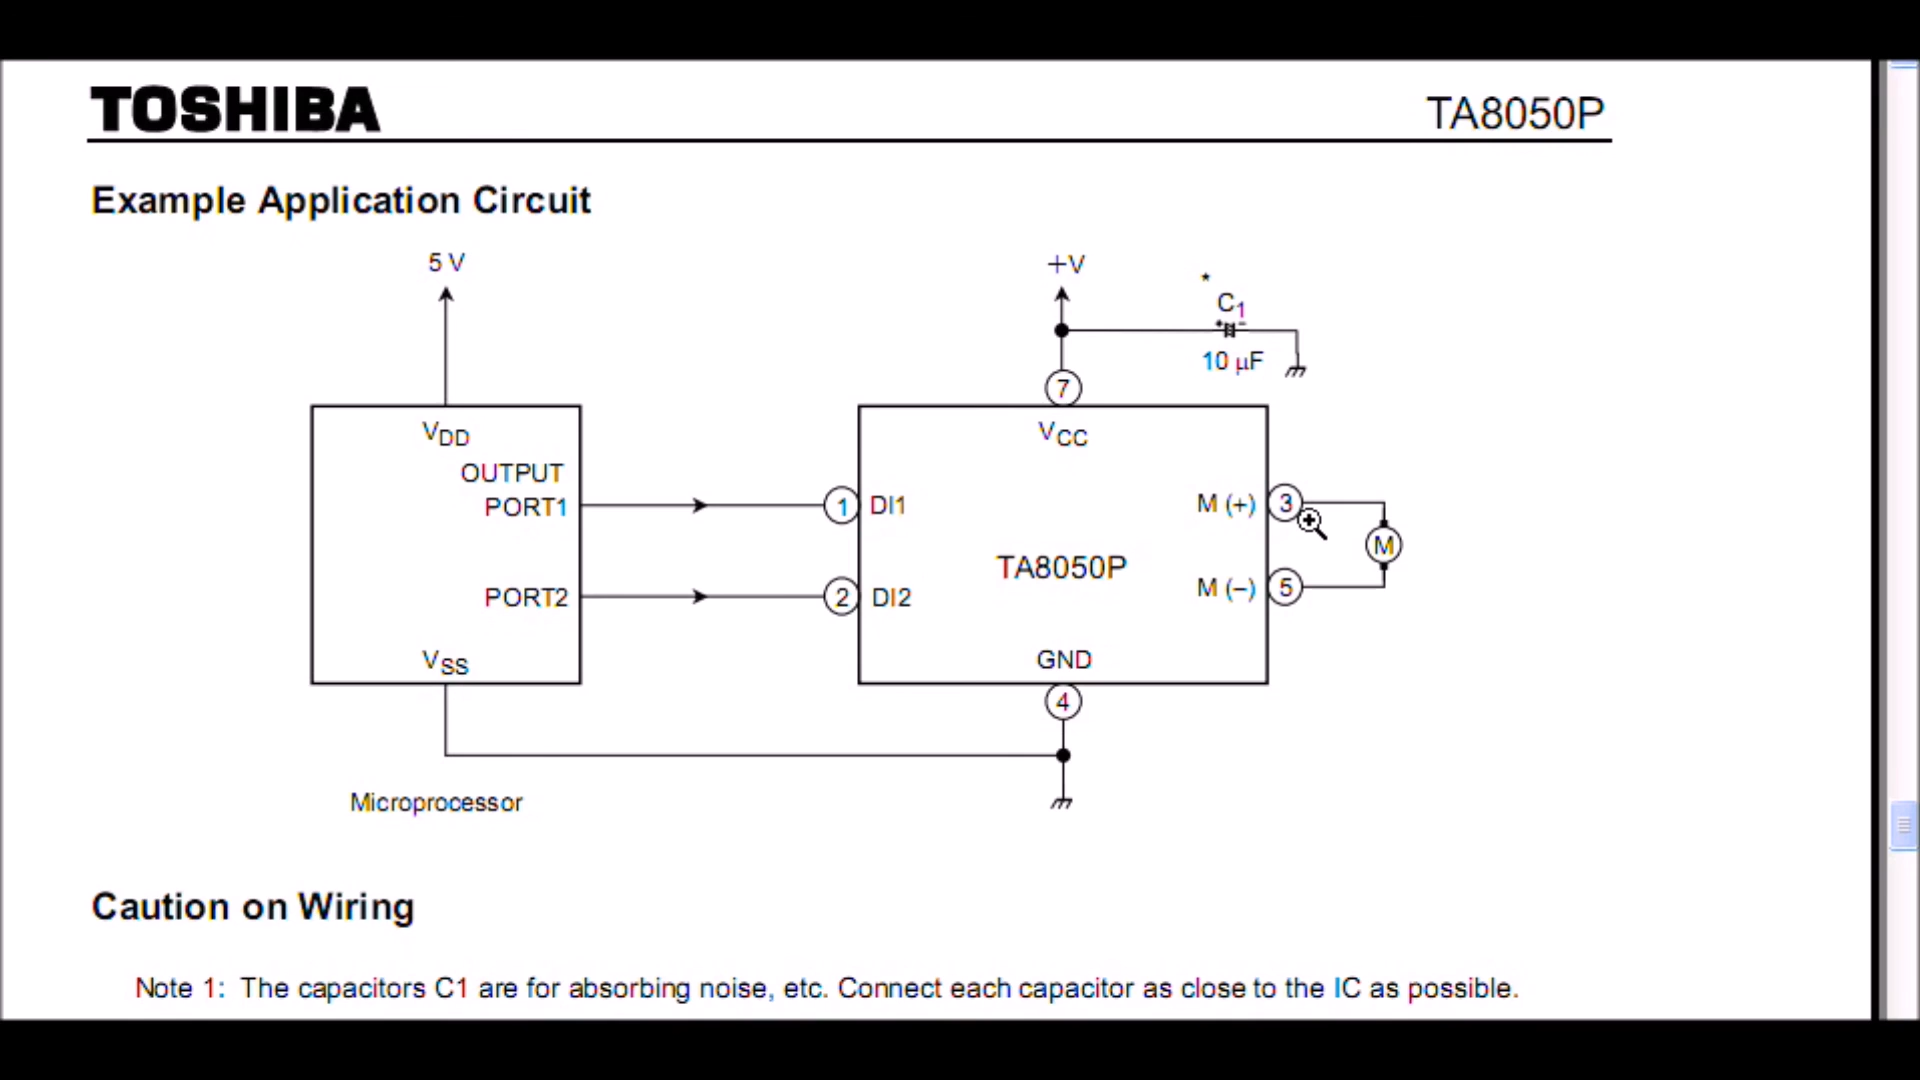 TOSHIBA
TA8050P
Example Application Circuit
5 V
+V
*
C1
+ -
10 µF
7
VDD
VCC
OUTPUT
PORT1
1 DI1
M (+) 3
M
TA8050P
PORT2
2 DI2
M (–) 5
VSS
GND
4
Microprocessor
Caution on Wiring
Note 1: The capacitors C1 are for absorbing noise, etc. Connect each capacitor as close to the IC as possible.